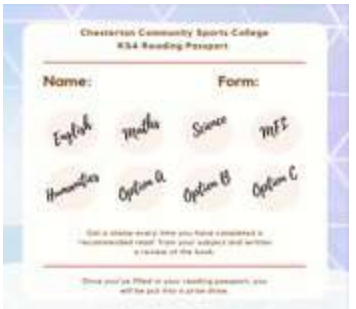 Chesterton Community Sports College
KS4 Reading Passport
Name: Form:
English Maths Science MFL
Humanities Option A Option B Option C
Get a stamp every time you have completed a
'recommended read' from your subject and written
a review of the book.
Once you've filled in your reading passport, you
will be put into a prize draw.